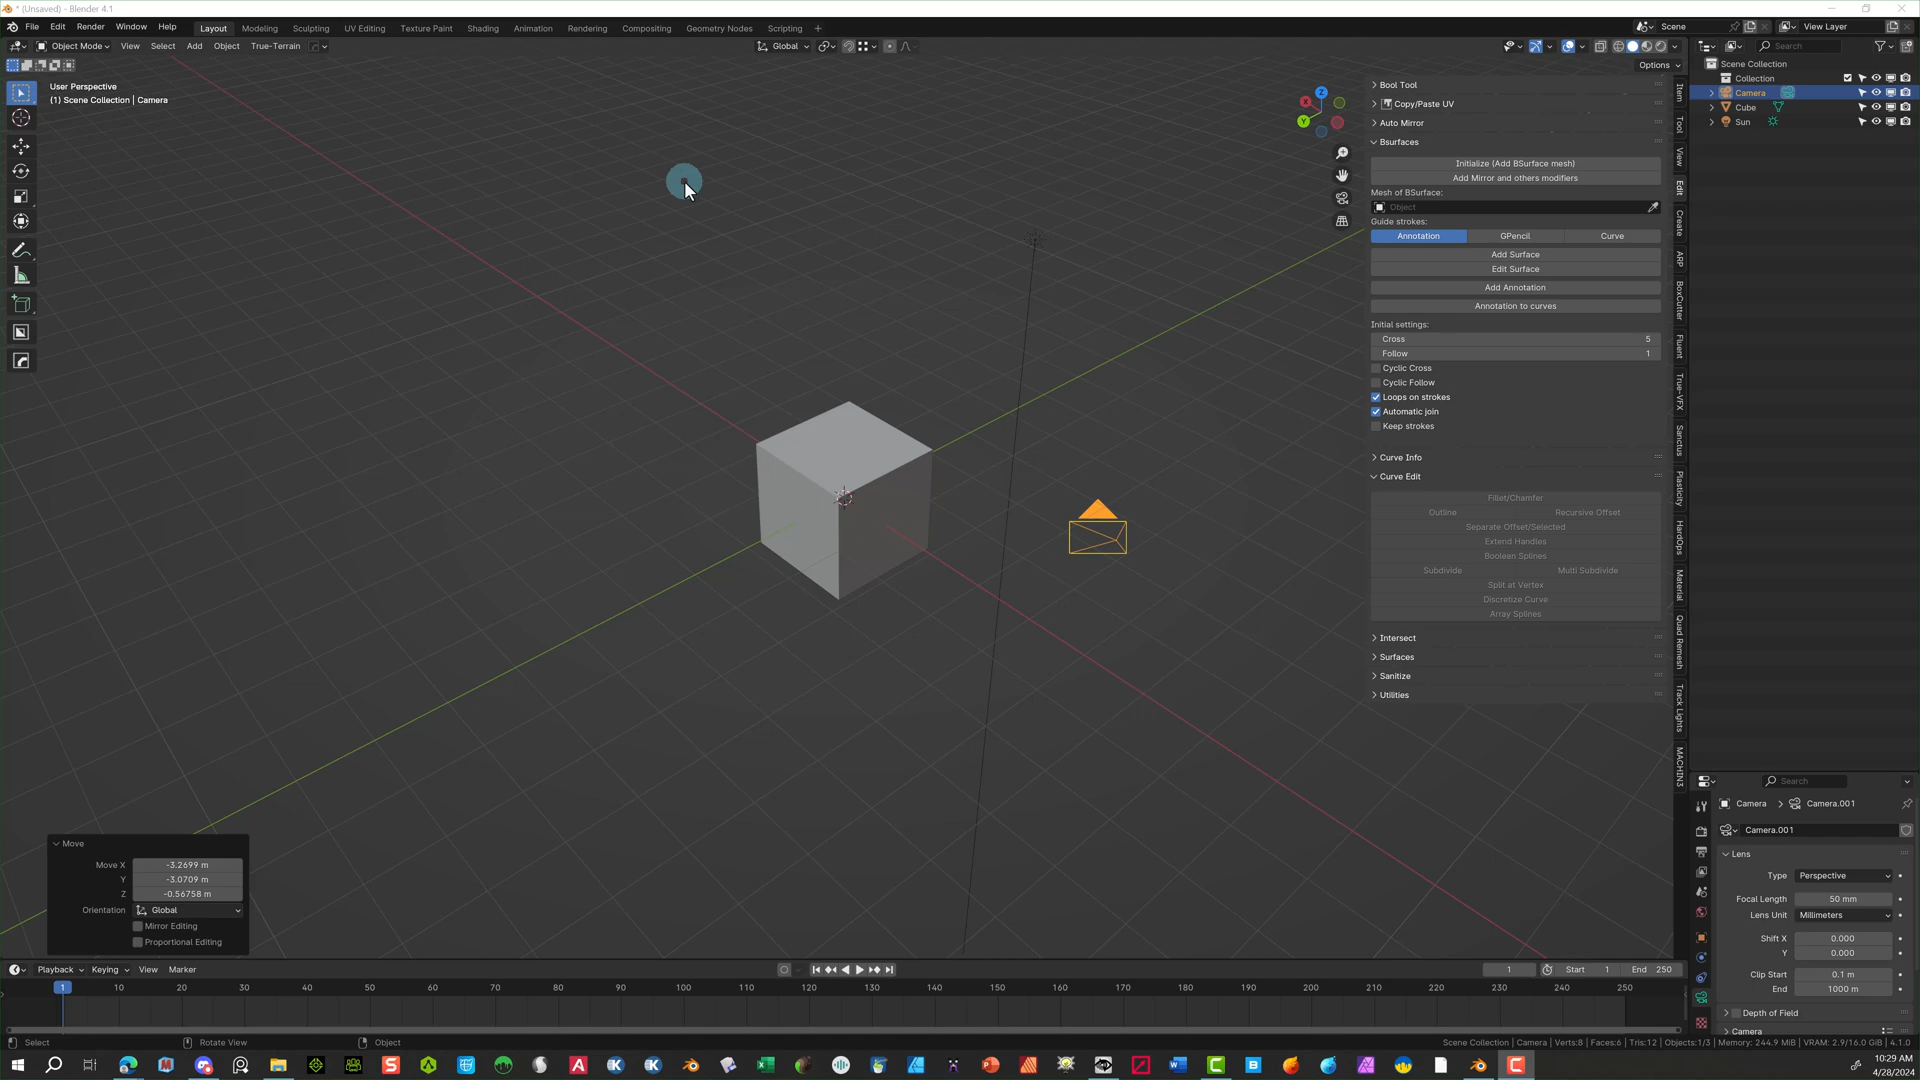 * (Unsaved) - Blender 4.1
File Edit Render Window Help Layout Modeling Sculpting UV Editing Texture Paint Shading Animation Rendering Compositing Geometry Nodes Scripting + Scene View Layer
Object Mode View Select Add Object True-Terrain Global Search
Options
User Perspective
(1) Scene Collection | Camera
Scene Collection
Collection
Camera
Cube
Sun
Z
X
Y
Bool Tool
Copy/Paste UV
Auto Mirror
Bsurfaces
Initialize (Add BSurface mesh)
Add Mirror and others modifiers
Mesh of BSurface:
Object
Guide strokes:
Annotation GPencil Curve
Add Surface
Edit Surface
Add Annotation
Annotation to curves
Initial settings:
Cross 5
Follow 1
Cyclic Cross
Cyclic Follow
Loops on strokes
Automatic join
Keep strokes
Curve Info
Curve Edit
Fillet/Chamfer
Outline Recursive Offset
Separate Offset/Selected
Extend Handles
Boolean Splines
Subdivide Multi Subdivide
Split at Vertex
Discretize Curve
Array Splines
Intersect
Surfaces
Sanitize
Utilities
Item
Tool
View
Edit
Create
ARP
BoxCutter
Fluent
True-VFX
Sanctus
Plasticity
HardOps
Material
Quad Remesh
Track Lights
MACHIN3
Search
Camera > Camera.001
Camera.001
Lens
Type Perspective
Focal Length 50 mm
Lens Unit Millimeters
Shift X 0.000
Y 0.000
Clip Start 0.1 m
End 1000 m
Depth of Field
Camera
Move
Move X -3.2699 m
Y -3.0709 m
Z -0.56758 m
Orientation Global
Mirror Editing
Proportional Editing
Playback Keying View Marker 1 Start 1 End 250
1 10 20 30 40 50 60 70 80 90 100 110 120 130 140 150 160 170 180 190 200 210 220 230 240 250
Select Rotate View Object Scene Collection | Camera | Verts:8 | Faces:6 | Tris:12 | Objects:1/3 | Memory: 244.9 MiB | VRAM: 2.9/16.0 GiB | 4.1.0
10:29 AM
4/28/2024